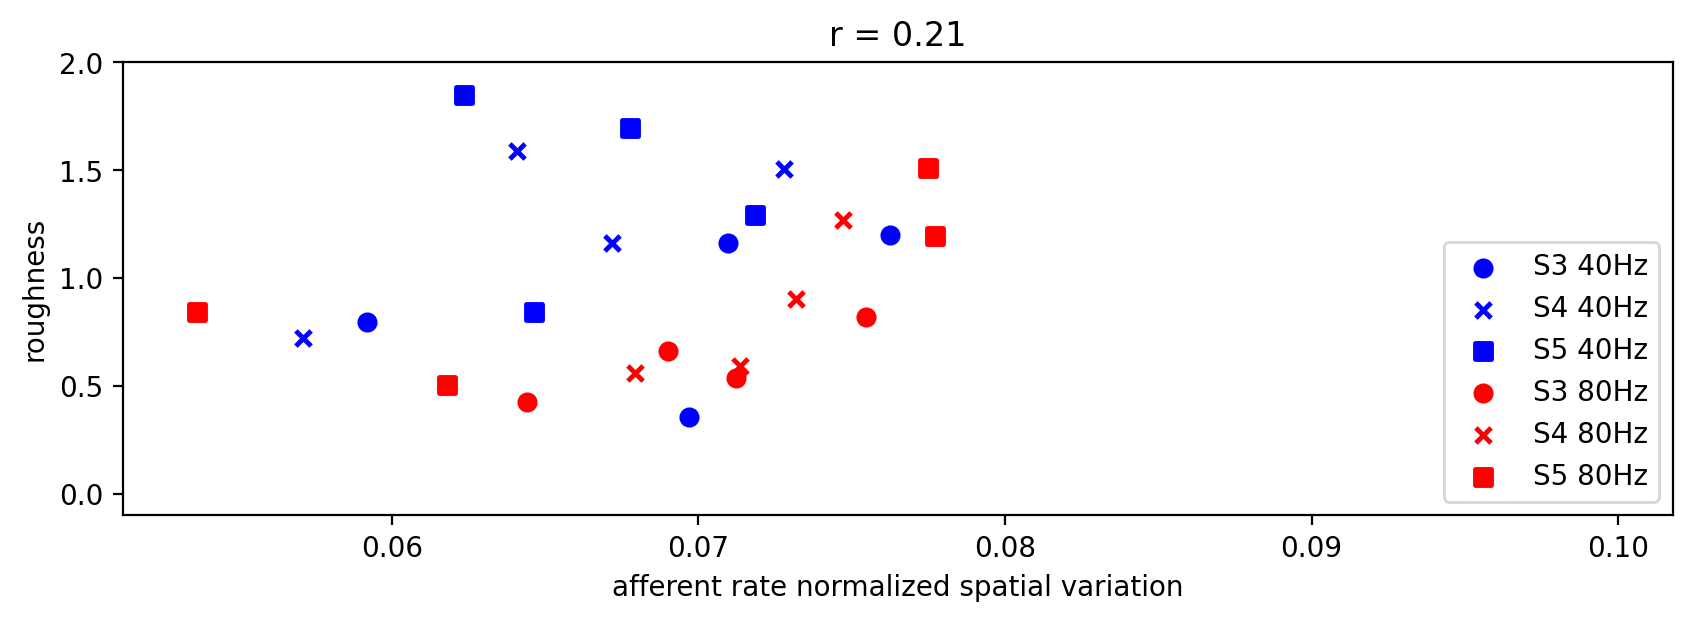 r = 0.21
2.0
1.5
1.0
0.5
0.0
roughness
S3 40Hz
S4 40Hz
S5 40Hz
S3 80Hz
S4 80Hz
S5 80Hz
0.06 0.07 0.08 0.09 0.10
afferent rate normalized spatial variation